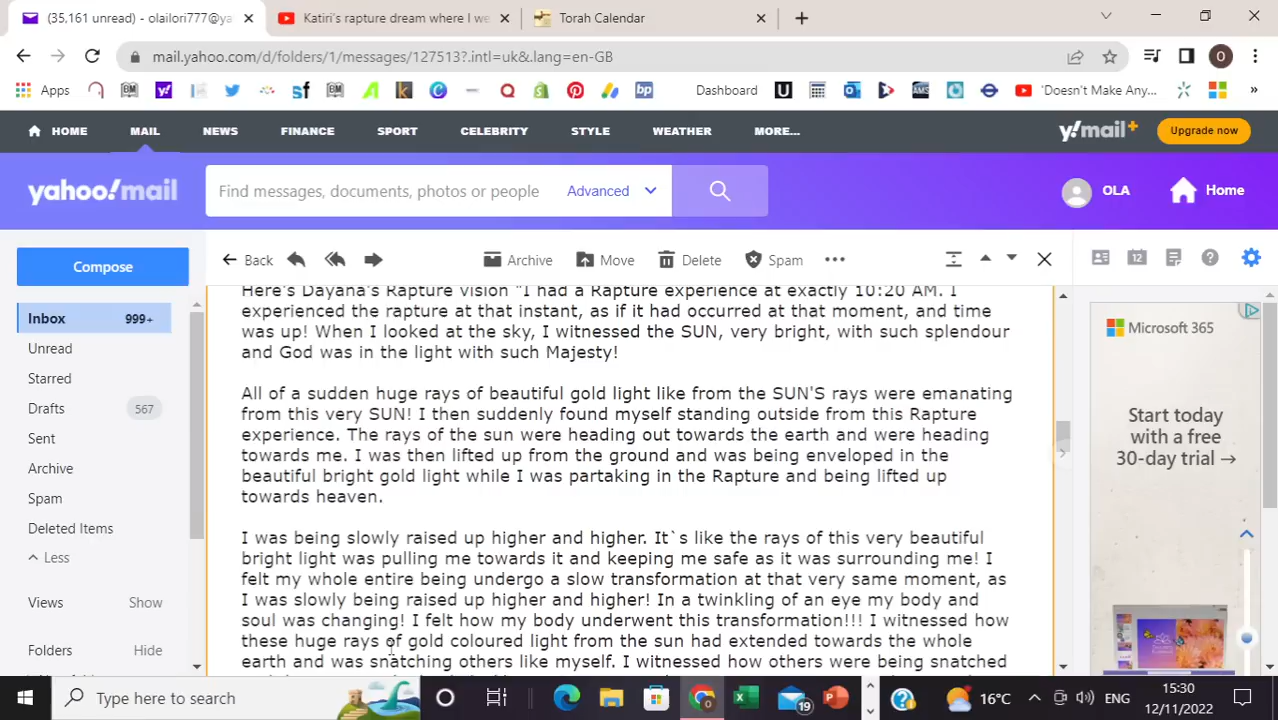 (35,161 unread) - olailori777@ya
Katiri's rapture dream where I we
Torah Calendar
mail.yahoo.com/d/folders/1/messages/127513?.intl=uk&.lang=en-GB
O
Apps
Dashboard
'Doesn't Make Any...
HOME MAIL NEWS FINANCE SPORT CELEBRITY STYLE WEATHER MORE...
y!mail+
Upgrade now
yahoo!mail
Find messages, documents, photos or people
Advanced
OLA
Home
Compose
Back
Archive
Move
Delete
Spam
12
Inbox 999+
Unread
Starred
Drafts 567
Sent
Archive
Spam
Deleted Items
Less
Views Show
Folders Hide
Here's Dayana's Rapture vision "I had a Rapture experience at exactly 10:20 AM. I
experienced the rapture at that instant, as if it had occurred at that moment, and time
was up! When I looked at the sky, I witnessed the SUN, very bright, with such splendour
and God was in the light with such Majesty!
All of a sudden huge rays of beautiful gold light like from the SUN'S rays were emanating
from this very SUN! I then suddenly found myself standing outside from this Rapture
experience. The rays of the sun were heading out towards the earth and were heading
towards me. I was then lifted up from the ground and was being enveloped in the
beautiful bright gold light while I was partaking in the Rapture and being lifted up
towards heaven.
I was being slowly raised up higher and higher. It`s like the rays of this very beautiful
bright light was pulling me towards it and keeping me safe as it was surrounding me! I
felt my whole entire being undergo a slow transformation at that very same moment, as
I was slowly being raised up higher and higher! In a twinkling of an eye my body and
soul was changing! I felt how my body underwent this transformation!!! I witnessed how
these huge rays of gold coloured light from the sun had extended towards the whole
earth and was snatching others like myself. I witnessed how others were being snatched
Microsoft 365
Start today
with a free
30-day trial →
Type here to search
19
16°C
ENG
15:30
12/11/2022